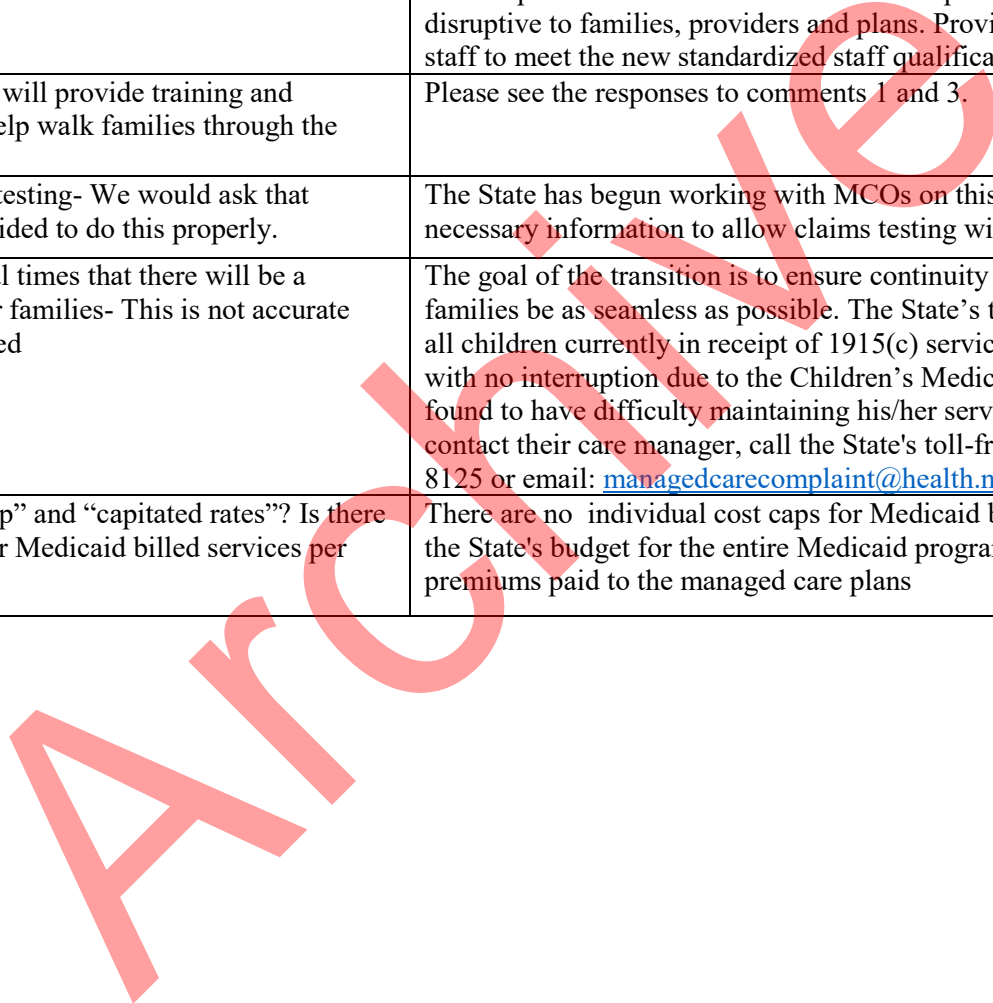 disruptive to families, providers and plans. Provi
staff to meet the new standardized staff qualifica
will provide training and
elp walk families through the
Please see the responses to comments 1 and 3.
testing- We would ask that
ided to do this properly.
The State has begun working with MCOs on this
necessary information to allow claims testing wi
l times that there will be a
r families- This is not accurate
ed
The goal of the transition is to ensure continuity
families be as seamless as possible. The State’s t
all children currently in receipt of 1915(c) servic
with no interruption due to the Children’s Medic
found to have difficulty maintaining his/her serv
contact their care manager, call the State's toll-fr
8125 or email: managedcarecomplaint@health.n
p” and “capitated rates”? Is there
r Medicaid billed services per
There are no  individual cost caps for Medicaid b
the State's budget for the entire Medicaid progra
premiums paid to the managed care plans
Archive